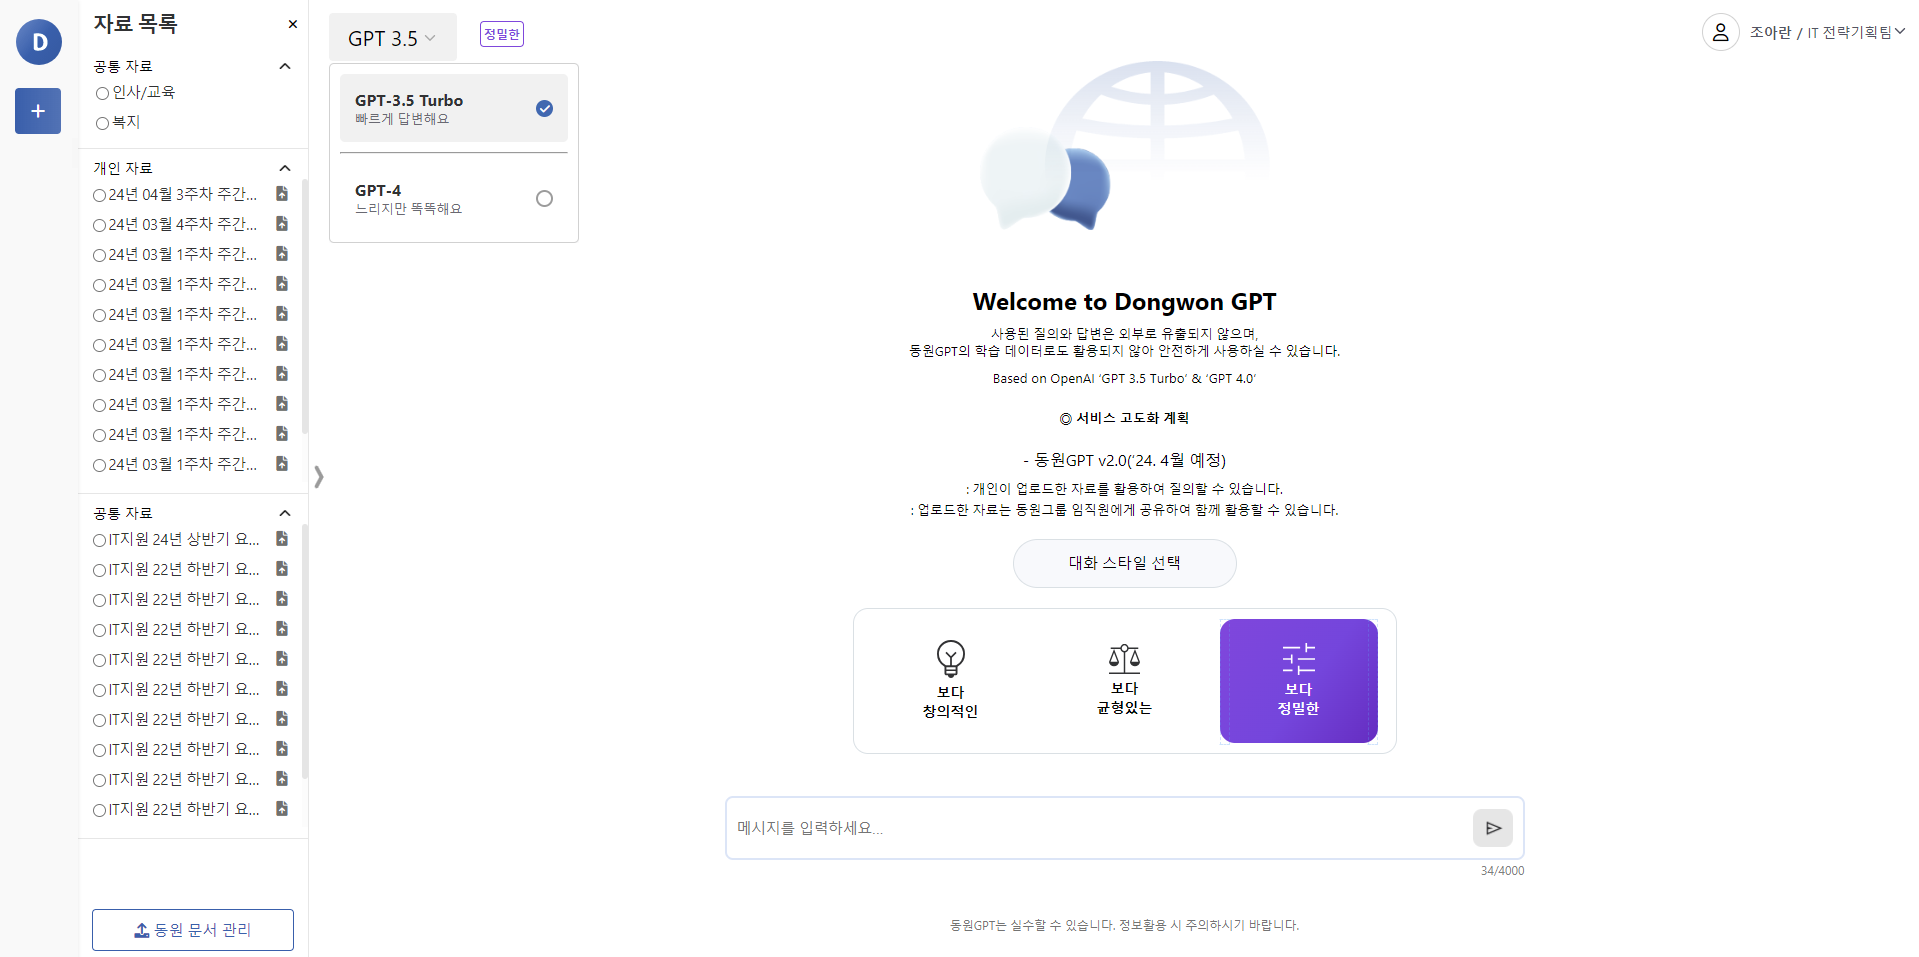 D
자료 목록
공통 자료
인사/교육
복지
개인 자료
24년 04월 3주차 주간...
24년 03월 4주차 주간...
24년 03월 1주차 주간...
24년 03월 1주차 주간...
24년 03월 1주차 주간...
24년 03월 1주차 주간...
24년 03월 1주차 주간...
24년 03월 1주차 주간...
24년 03월 1주차 주간...
24년 03월 1주차 주간...
공통 자료
IT지원 24년 상반기 요...
IT지원 22년 하반기 요...
IT지원 22년 하반기 요...
IT지원 22년 하반기 요...
IT지원 22년 하반기 요...
IT지원 22년 하반기 요...
IT지원 22년 하반기 요...
IT지원 22년 하반기 요...
IT지원 22년 하반기 요...
IT지원 22년 하반기 요...
동원 문서 관리
GPT 3.5
정밀한
GPT-3.5 Turbo
빠르게 답변해요
GPT-4
느리지만 똑똑해요
조아란 / IT 전략기획팀
Welcome to Dongwon GPT
사용된 질의와 답변은 외부로 유출되지 않으며,
동원GPT의 학습 데이터로도 활용되지 않아 안전하게 사용하실 수 있습니다.
Based on OpenAI ‘GPT 3.5 Turbo’ & ‘GPT 4.0’
◎ 서비스 고도화 계획
- 동원GPT v2.0(’24. 4월 예정)
: 개인이 업로드한 자료를 활용하여 질의할 수 있습니다.
: 업로드한 자료는 동원그룹 임직원에게 공유하여 함께 활용할 수 있습니다.
대화 스타일 선택
보다
창의적인
보다
균형있는
보다
정밀한
메시지를 입력하세요...
34/4000
동원GPT는 실수할 수 있습니다. 정보활용 시 주의하시기 바랍니다.